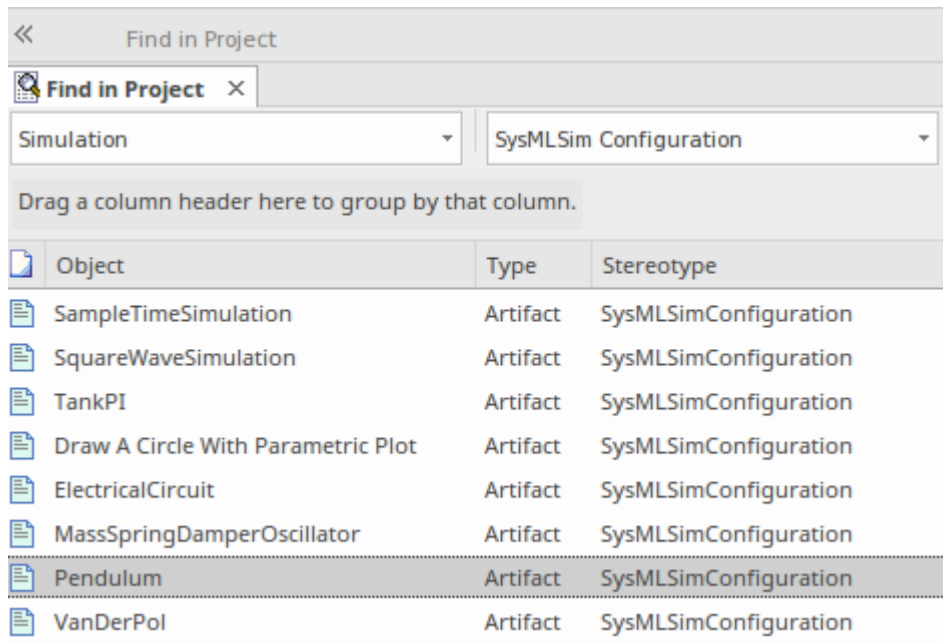 Find in Project
Find in Project
Simulation SysMLSim Configuration
Drag a column header here to group by that column.
Object Type Stereotype
SampleTimeSimulation Artifact SysMLSimConfiguration
SquareWaveSimulation Artifact SysMLSimConfiguration
TankPI Artifact SysMLSimConfiguration
Draw A Circle With Parametric Plot Artifact SysMLSimConfiguration
ElectricalCircuit Artifact SysMLSimConfiguration
MassSpringDamperOscillator Artifact SysMLSimConfiguration
Pendulum Artifact SysMLSimConfiguration
VanDerPol Artifact SysMLSimConfiguration